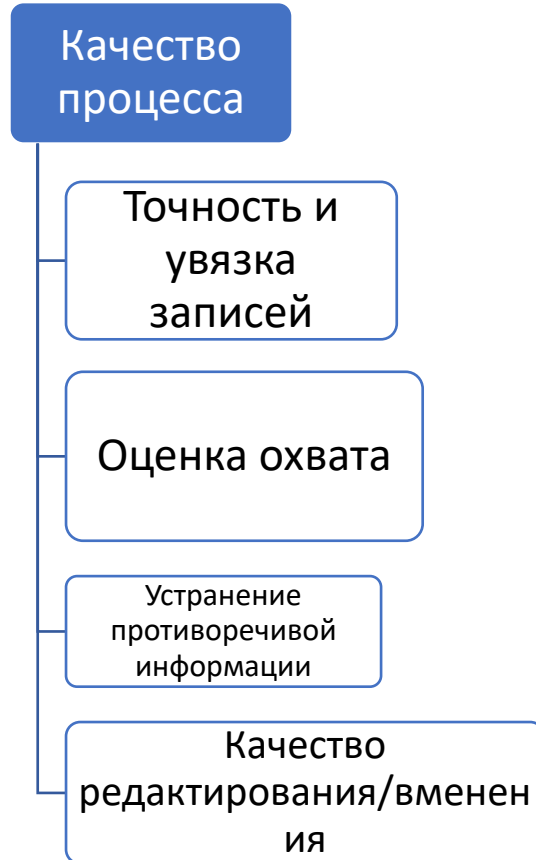 Качество
процесса
Точность и
увязка
записей
Оценка охвата
Устранение
противоречивой
информации
Качество
редактирования/вменен
ия